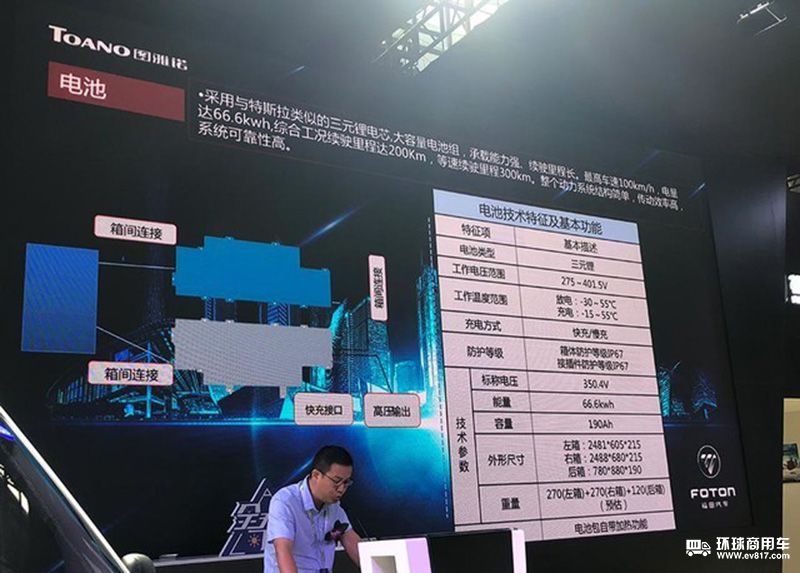 TOANO图雅诺
电池
•采用与特斯拉类似的三元锂电芯,大容量电池组，承载能力强、续驶里程长。最高车速100km/h，电量
达66.6kwh,综合工况续驶里程达200Km，等速续驶里程300km。整个动力系统结构简单，传动效率高，
系统可靠性高。
箱间连接
箱间连接
箱间连接
快充接口
高压输出
电池技术特征及基本功能
特征项 基本描述
电池类型 三元锂
工作电压范围 275～401.5V
工作温度范围 放电：-30～55℃
充电：-15～55℃
充电方式 快充/慢充
防护等级 箱体防护等级IP67
接插件防护等级IP67
技术参数
标称电压 350.4V
能量 66.6kwh
容量 190Ah
外形尺寸 左箱：2481*605*215
右箱：2488*680*215
后箱：780*880*190
重量 270(左箱)+270(右箱)+120(后箱)
(预估)
电池包自带加热功能
FOTON
福田汽车
环球商用车
www.ev817.com